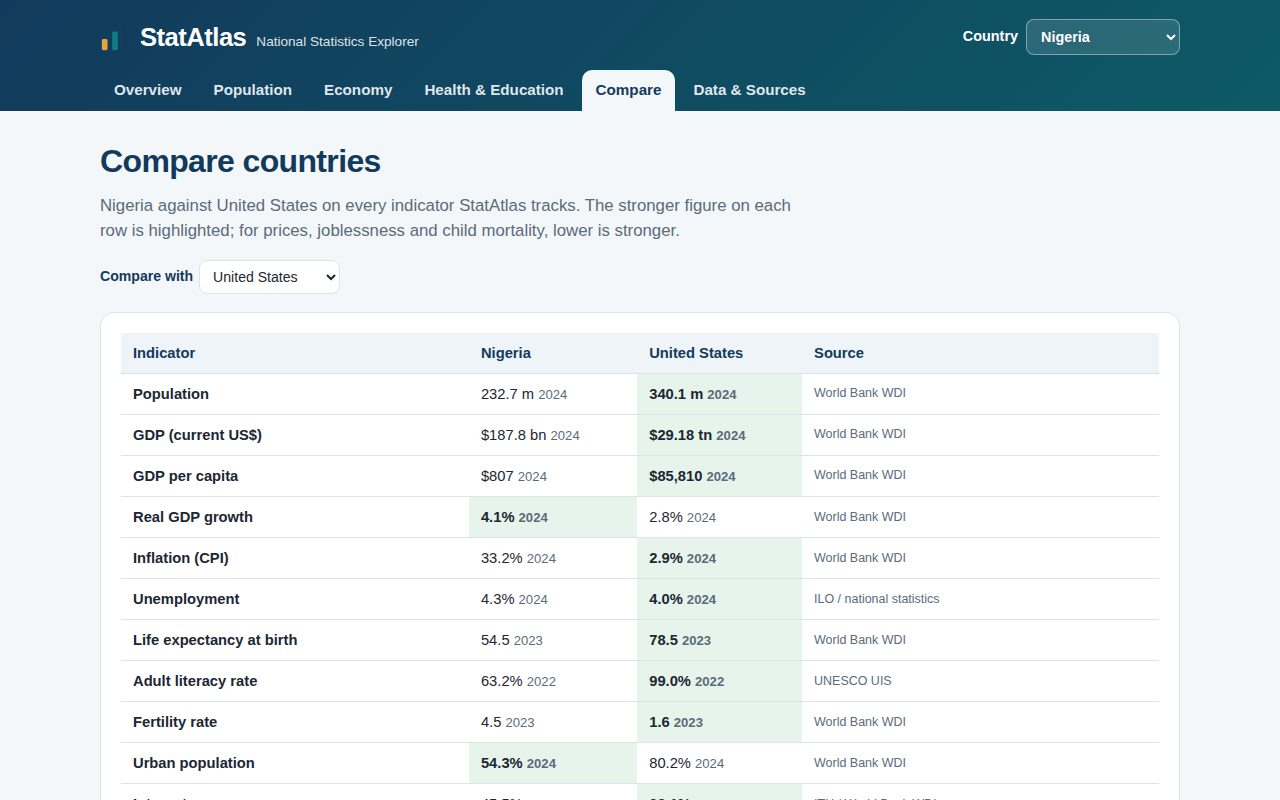 StatAtlas National Statistics Explorer
Country Nigeria
Overview Population Economy Health & Education Compare Data & Sources
Compare countries
Nigeria against United States on every indicator StatAtlas tracks. The stronger figure on each
row is highlighted; for prices, joblessness and child mortality, lower is stronger.
Compare with United States
Indicator Nigeria United States Source
Population 232.7 m 2024 340.1 m 2024 World Bank WDI
GDP (current US$) $187.8 bn 2024 $29.18 tn 2024 World Bank WDI
GDP per capita $807 2024 $85,810 2024 World Bank WDI
Real GDP growth 4.1% 2024 2.8% 2024 World Bank WDI
Inflation (CPI) 33.2% 2024 2.9% 2024 World Bank WDI
Unemployment 4.3% 2024 4.0% 2024 ILO / national statistics
Life expectancy at birth 54.5 2023 78.5 2023 World Bank WDI
Adult literacy rate 63.2% 2022 99.0% 2022 UNESCO UIS
Fertility rate 4.5 2023 1.6 2023 World Bank WDI
Urban population 54.3% 2024 80.2% 2024 World Bank WDI